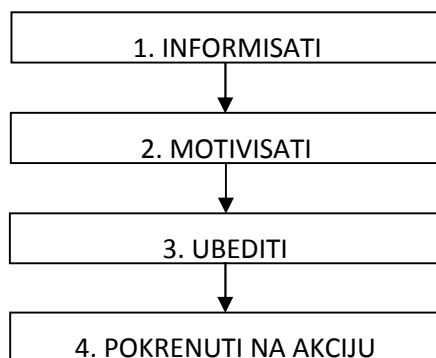 1. INFORMISATI
2. MOTIVISATI
3. UBEDITI
4. POKRENUTI NA AKCIJU